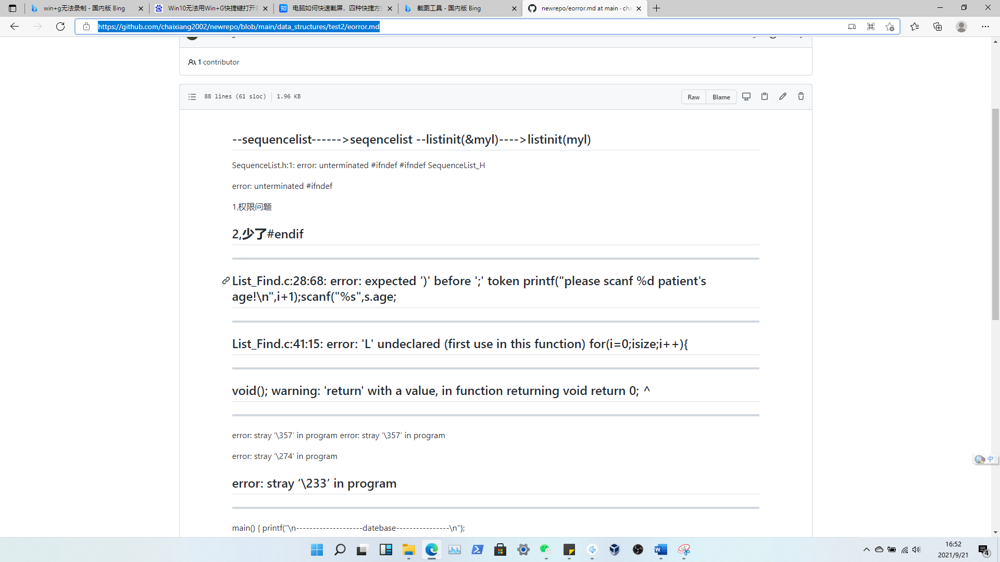 win+g无法录制 - 国内版 Bing
Win10无法用Win+G快捷键打开
电脑如何快速截屏，四种快捷方
截图工具 - 国内版 Bing
newrepo/eorror.md at main · cha
https://github.com/chaixiang2002/newrepo/blob/main/data_structures/test2/eorror.md
1 contributor
88 lines (61 sloc) 1.96 KB
Raw Blame
--sequencelist------>seqencelist --listinit(&myl)---->listinit(myl)
SequenceList.h:1: error: unterminated #ifndef #ifndef SequenceList_H
error: unterminated #ifndef
1,权限问题
2,少了#endif
List_Find.c:28:68: error: expected ')' before ';' token printf("please scanf %d patient's
age!\n",i+1);scanf("%s",s.age;
List_Find.c:41:15: error: 'L' undeclared (first use in this function) for(i=0;isize;i++){
void(); warning: 'return' with a value, in function returning void return 0; ^
error: stray ‘\357’ in program error: stray ‘\357’ in program
error: stray ‘\274’ in program
error: stray ‘\233’ in program
main() { printf("\n--------------------datebase----------------\n");
中
16:52
2021/9/21
4